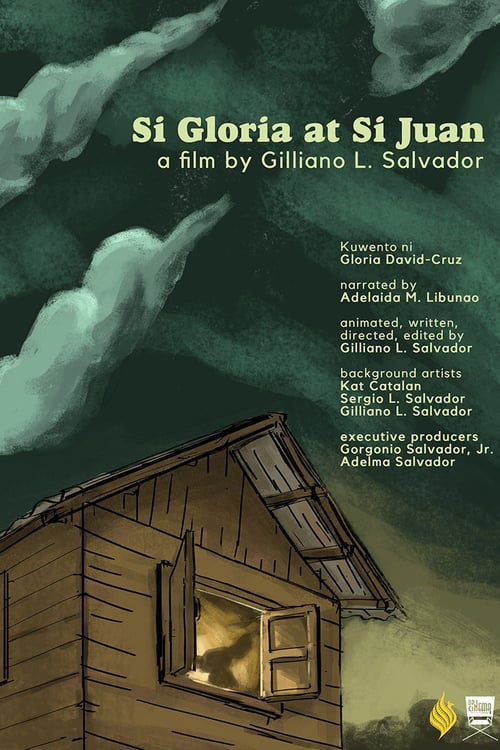 Si Gloria at Si Juan
a film by Gilliano L. Salvador
Kuwento ni
Gloria David-Cruz
narrated by
Adelaida M. Libunao
animated, written,
directed, edited by
Gilliano L. Salvador
background artists
Kat Catalan
Sergio L. Salvador
Gilliano L. Salvador
executive producers
Gorgonio Salvador, Jr.
Adelma Salvador